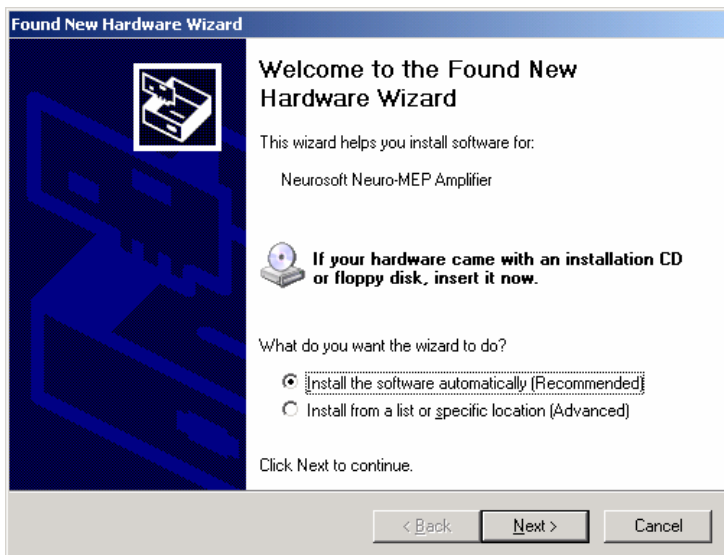 Found New Hardware Wizard
Welcome to the Found New
Hardware Wizard
This wizard helps you install software for:
Neurosoft Neuro-MEP Amplifier
If your hardware came with an installation CD
or floppy disk, insert it now.
What do you want the wizard to do?
Install the software automatically (Recommended)
Install from a list or specific location (Advanced)
Click Next to continue.
< Back Next > Cancel